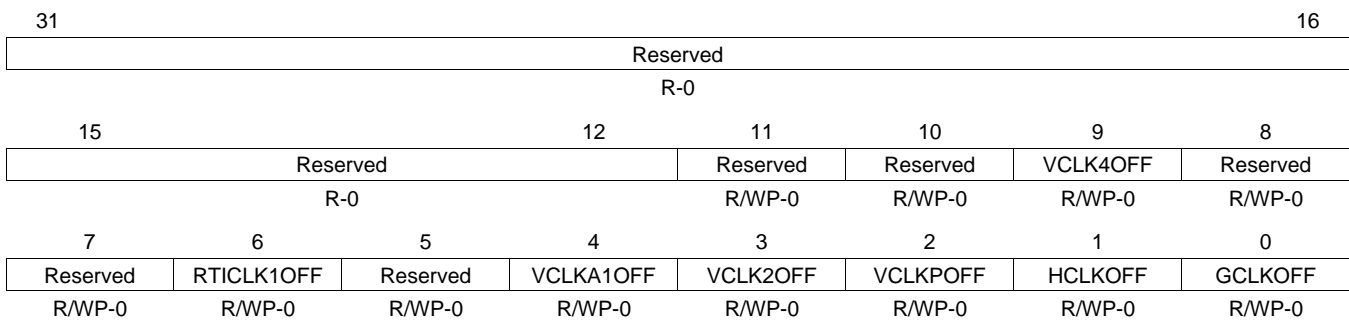 31 16
Reserved
R-0
15 12 11 10 9 8
Reserved Reserved Reserved VCLK4OFF Reserved
R-0 R/WP-0 R/WP-0 R/WP-0 R/WP-0
7 6 5 4 3 2 1 0
Reserved RTICLK1OFF Reserved VCLKA1OFF VCLK2OFF VCLKPOFF HCLKOFF GCLKOFF
R/WP-0 R/WP-0 R/WP-0 R/WP-0 R/WP-0 R/WP-0 R/WP-0 R/WP-0